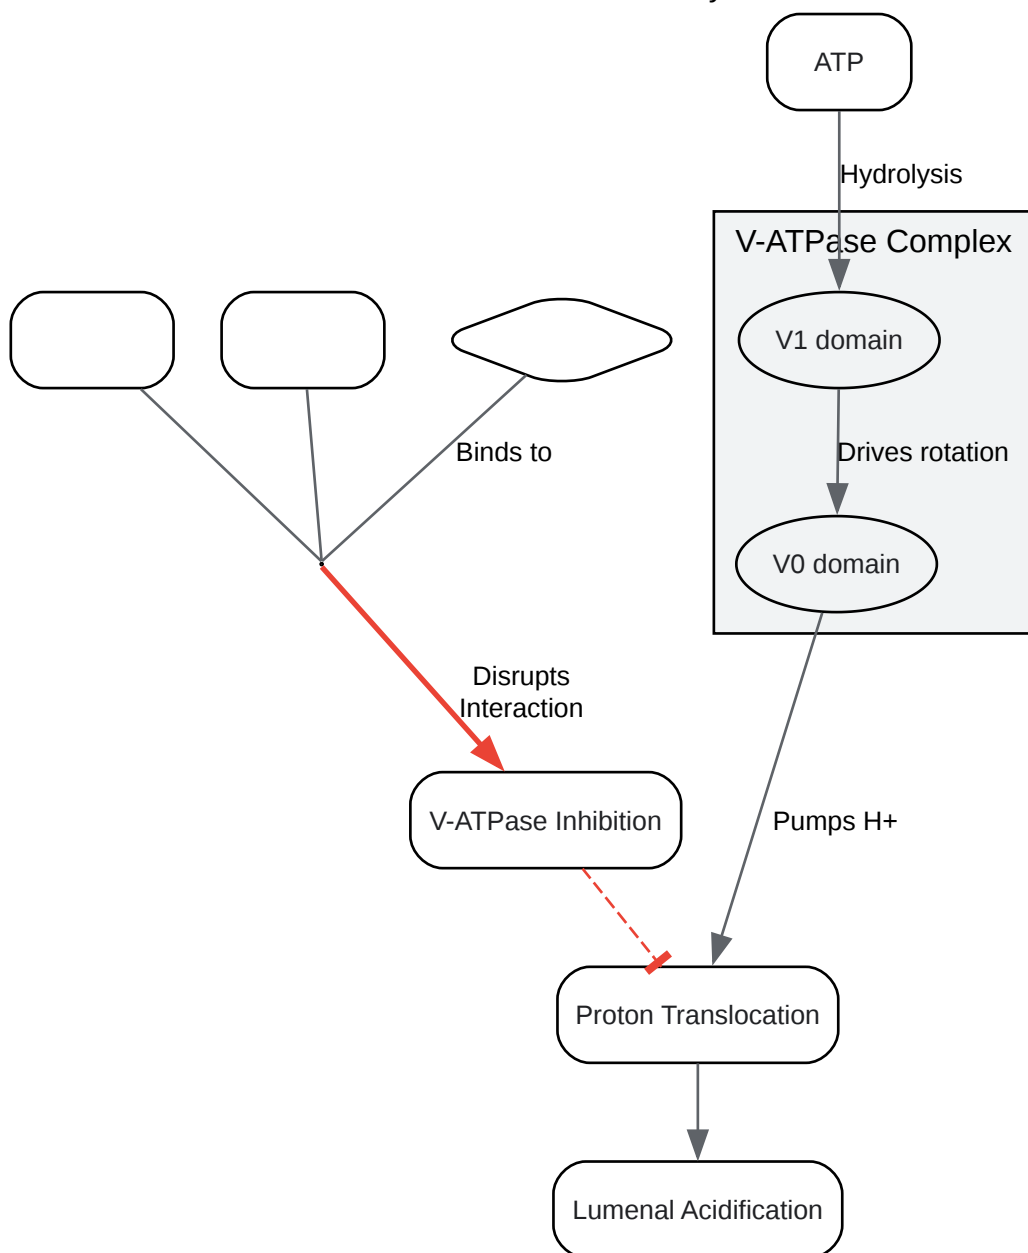 ATP
Hydrolysis
V-ATPase Complex
V1 domain
Binds to
Drives rotation
V0 domain
Disrupts
Interaction
V-ATPase Inhibition
Pumps H+
Proton Translocation
Lumenal Acidification